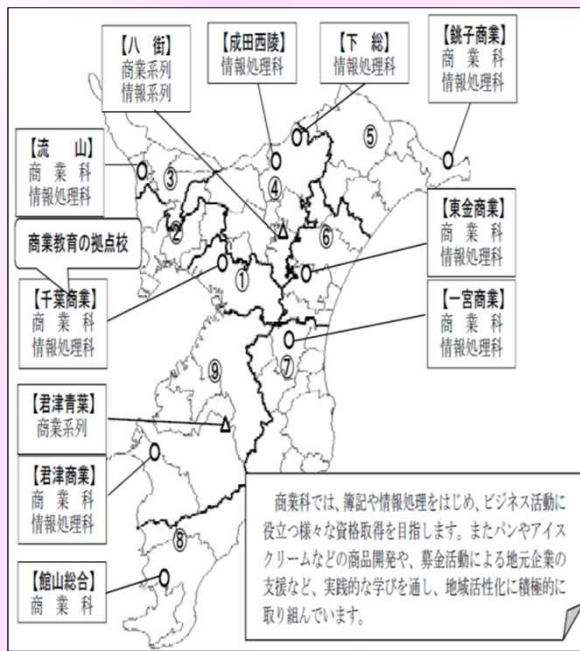 【八　街】
商業系列
情報系列
【成田西陵】
情報処理科
【下　総】
情報処理科
【銚子商業】
商　業　科
情報処理科
【流　山】
商　業　科
情報処理科
⑤
③
④
②
⑥
【東金商業】
商　業　科
情報処理科
商業教育の拠点校
①
【千葉商業】
商　業　科
情報処理科
【一宮商業】
商　業　科
情報処理科
⑦
⑨
【君津青葉】
商業系列
【君津商業】
商　業　科
情報処理科
⑧
【館山総合】
商　業　科
商業科では、簿記や情報処理をはじめ、ビジネス活動に
役立つ様々な資格取得を目指します。またパンやアイス
クリームなどの商品開発や、募金活動による地元企業の
支援など、実践的な学びを通し、地域活性化に積極的に
取り組んでいます。